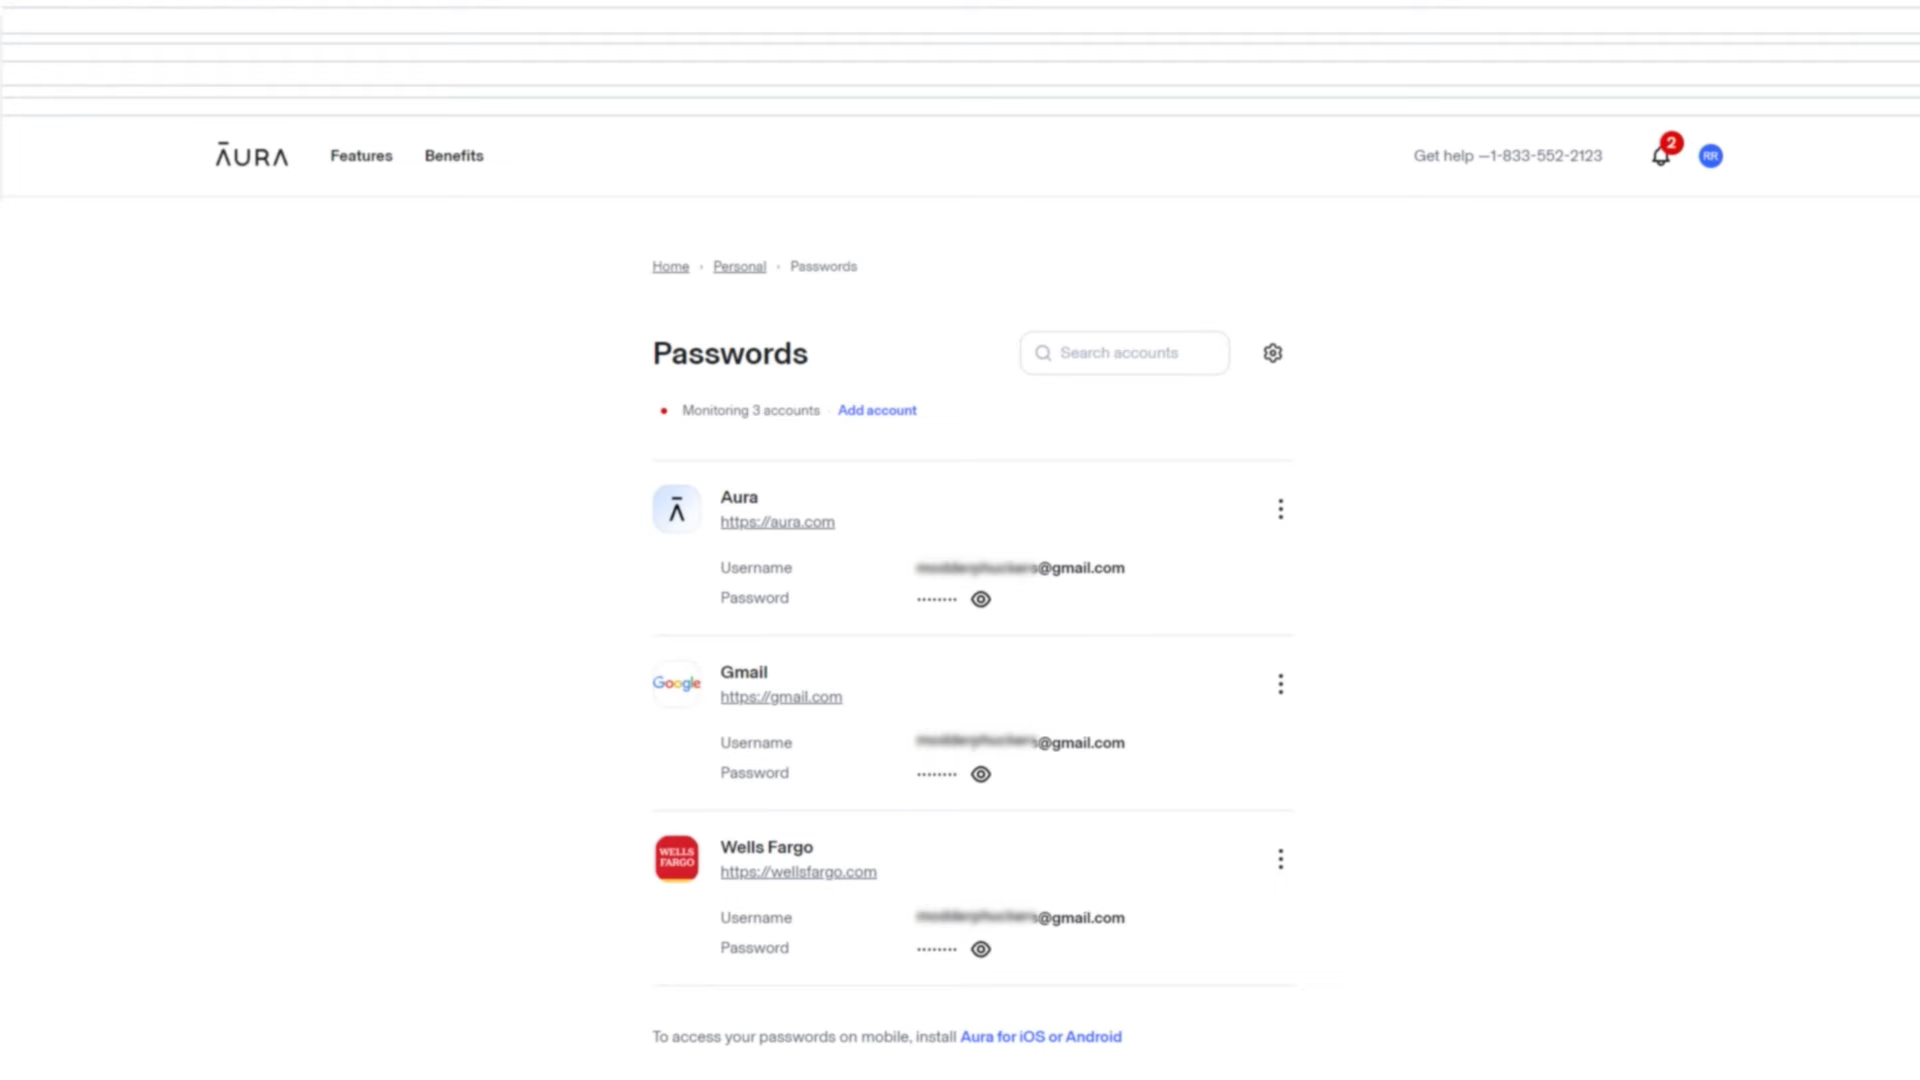 AURA Features Benefits Get help —1-833-552-2123 2 RR
Home › Personal › Passwords
Passwords Search accounts
Monitoring 3 accounts Add account
Aura
https://aura.com
Username @gmail.com
Password ········
Google Gmail
https://gmail.com
Username @gmail.com
Password ········
WELLS FARGO Wells Fargo
https://wellsfargo.com
Username @gmail.com
Password ········
To access your passwords on mobile, install Aura for iOS or Android